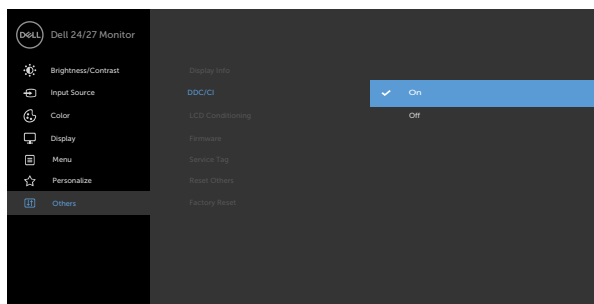 DELL Dell 24/27 Monitor
Brightness/Contrast
Input Source
Color
Display
Menu
Personalize
Others
Display Info
DDC/CI
LCD Conditioning
Firmware
Service Tag
Reset Others
Factory Reset
On
Off